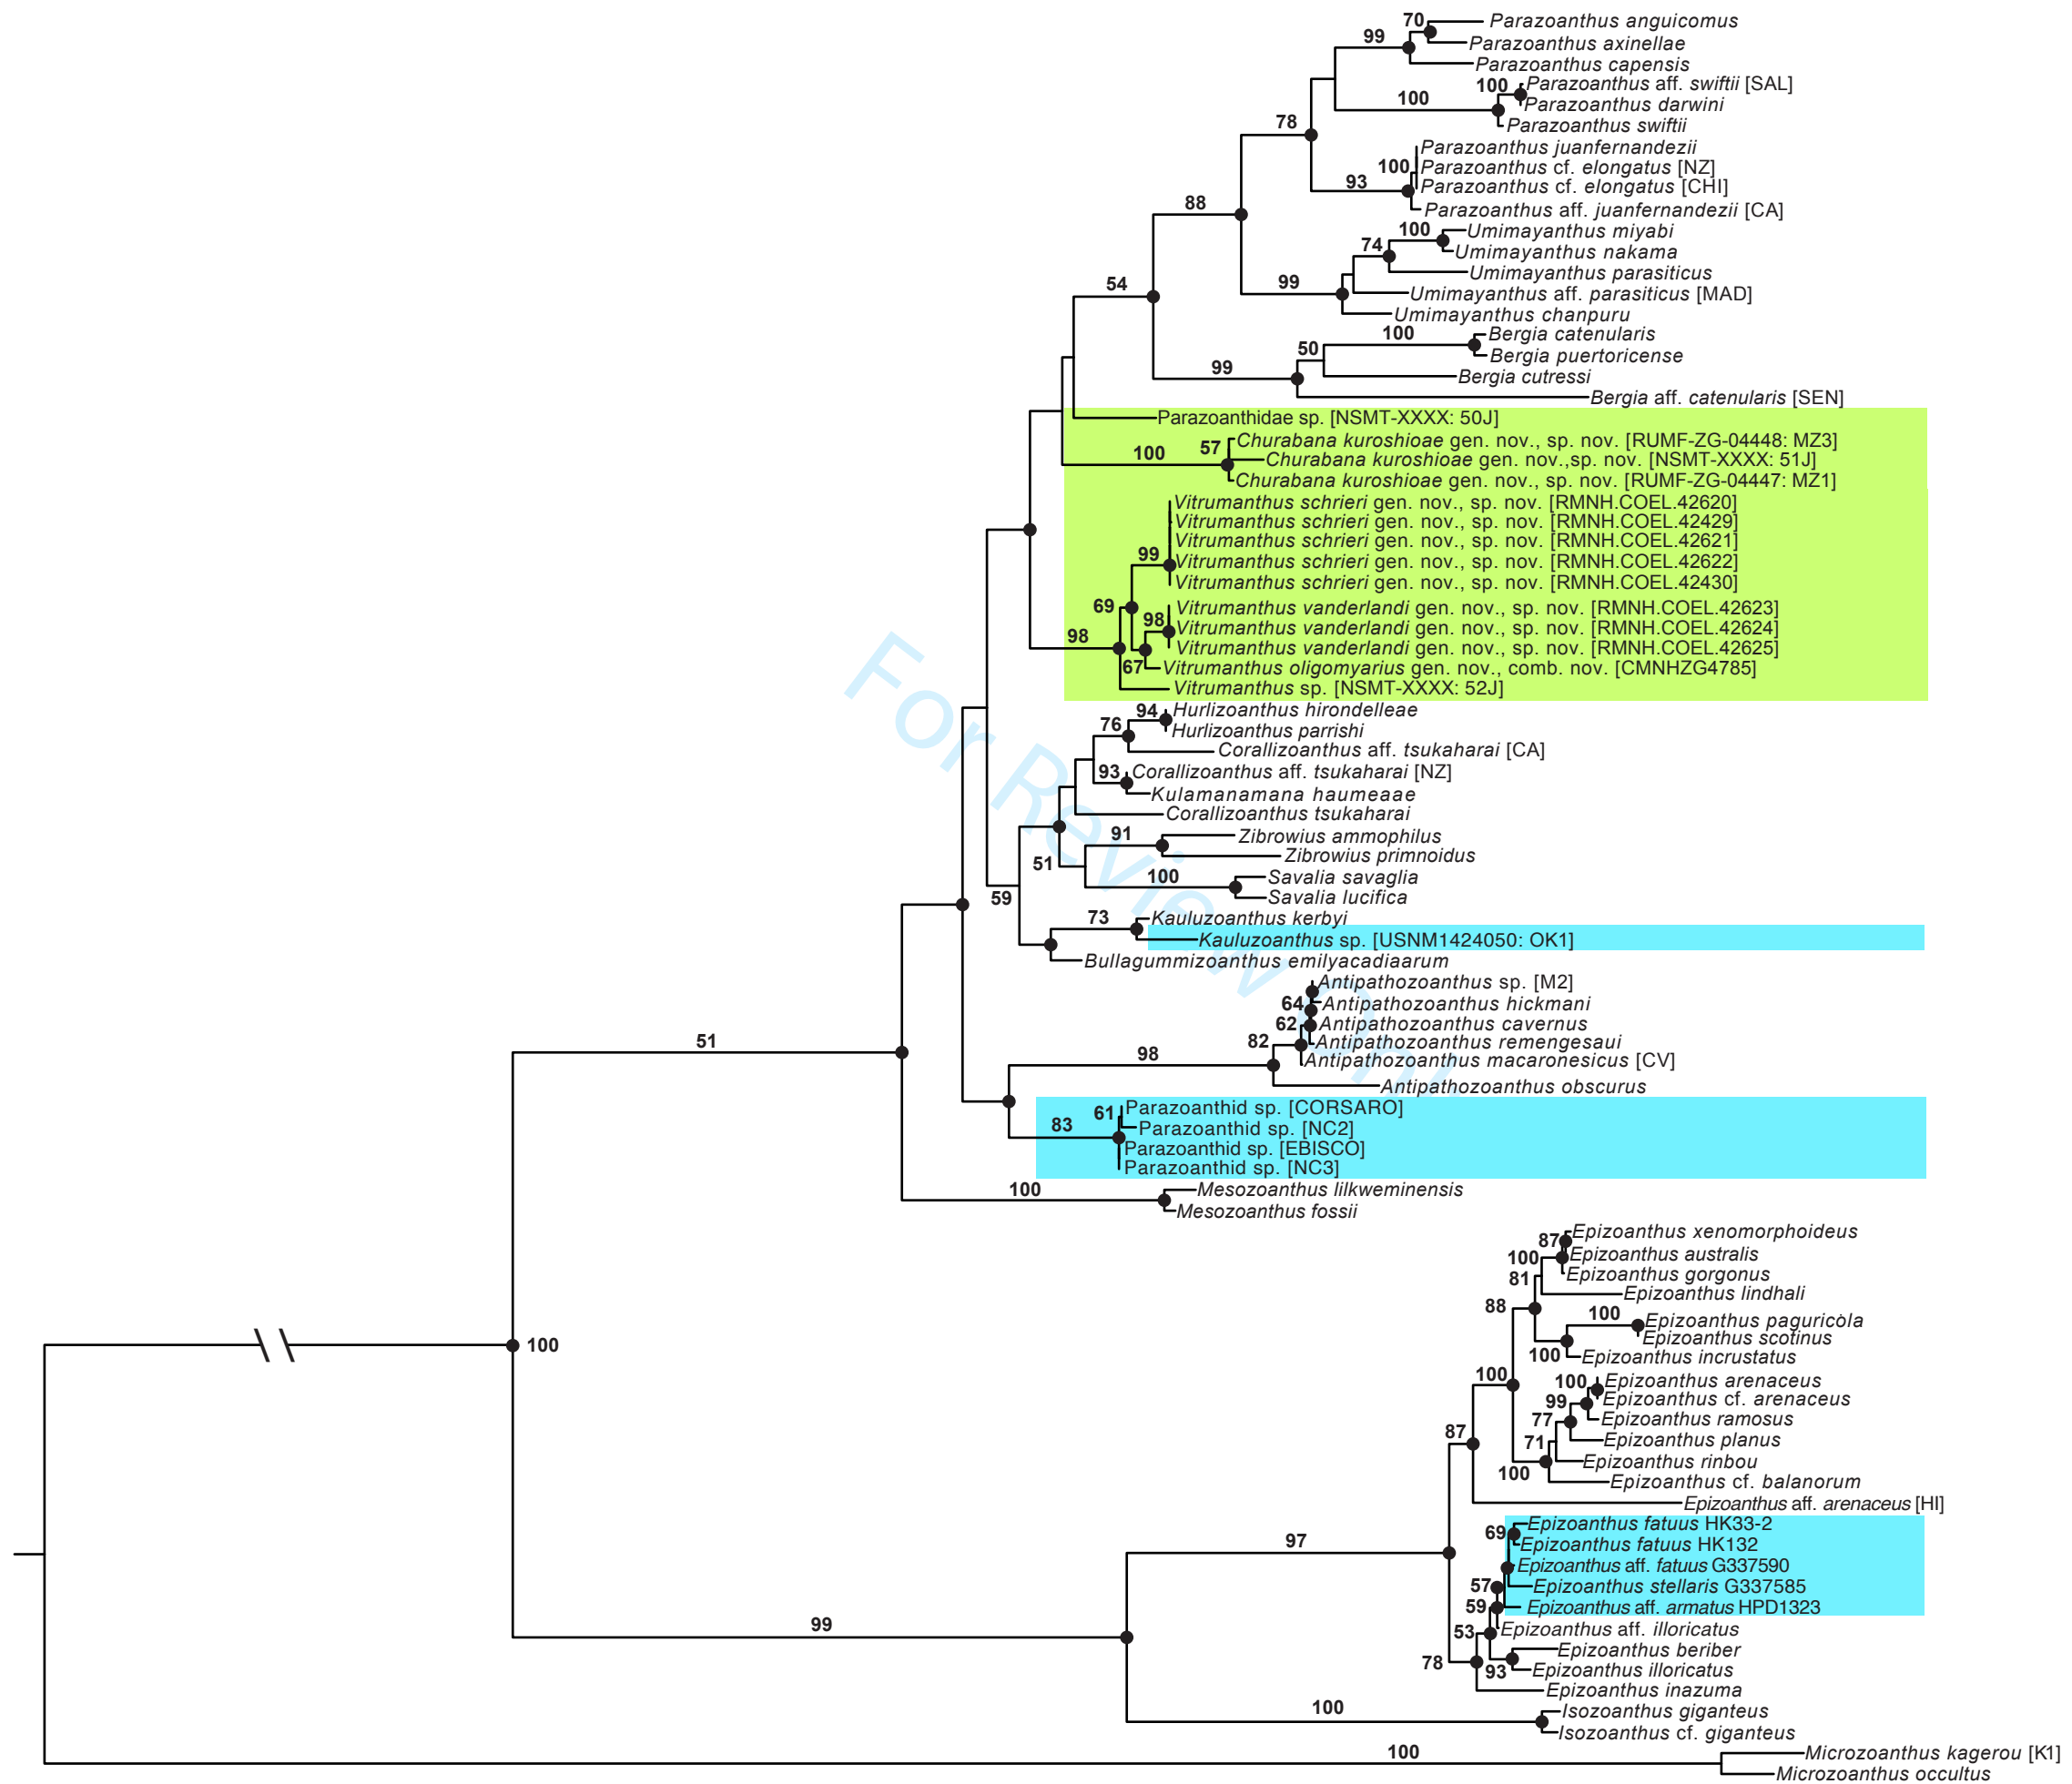 70
Parazoanthus anguicomus
99
Parazoanthus axinellae
Parazoanthus capensis
100
Parazoanthus aff. swiftii [SAL]
100
Parazoanthus darwini
Parazoanthus swiftii
78
Parazoanthus juanfernandezii
100
Parazoanthus cf. elongatus [NZ]
93
Parazoanthus cf. elongatus [CHI]
88
Parazoanthus aff. juanfernandezii [CA]
100
Umimayanthus miyabi
74
Umimayanthus nakama
Umimayanthus parasiticus
54
99
Umimayanthus aff. parasiticus [MAD]
Umimayanthus chanpuru
100
Bergia catenularis
50
Bergia puertoricense
99
Bergia cutressi
Bergia aff. catenularis [SEN]
Parazoanthidae sp. [NSMT-XXXX: 50J]
57
Churabana kuroshioae gen. nov., sp. nov. [RUMF-ZG-04448: MZ3]
100
Churabana kuroshioae gen. nov.,sp. nov. [NSMT-XXXX: 51J]
Churabana kuroshioae gen. nov., sp. nov. [RUMF-ZG-04447: MZ1]
Vitrumanthus schrieri gen. nov., sp. nov. [RMNH.COEL.42620]
Vitrumanthus schrieri gen. nov., sp. nov. [RMNH.COEL.42429]
Vitrumanthus schrieri gen. nov., sp. nov. [RMNH.COEL.42621]
99
Vitrumanthus schrieri gen. nov., sp. nov. [RMNH.COEL.42622]
Vitrumanthus schrieri gen. nov., sp. nov. [RMNH.COEL.42430]
69
Vitrumanthus vanderlandi gen. nov., sp. nov. [RMNH.COEL.42623]
98
Vitrumanthus vanderlandi gen. nov., sp. nov. [RMNH.COEL.42624]
98
Vitrumanthus vanderlandi gen. nov., sp. nov. [RMNH.COEL.42625]
67
Vitrumanthus oligomyarius gen. nov., comb. nov. [CMNHZG4785]
Vitrumanthus sp. [NSMT-XXXX: 52J]
94
Hurlizoanthus hirondelleae
76
Hurlizoanthus parrishi
Corallizoanthus aff. tsukaharai [CA]
93
Corallizoanthus aff. tsukaharai [NZ]
Kulamanamana haumeaae
Corallizoanthus tsukaharai
91
Zibrowius ammophilus
51
Zibrowius primnoidus
100
Savalia savaglia
59
Savalia lucifica
73
Kauluzoanthus kerbyi
Kauluzoanthus sp. [USNM1424050: OK1]
Bullagummizoanthus emilyacadiaarum
Antipathozoanthus sp. [M2]
64
Antipathozoanthus hickmani
62
Antipathozoanthus cavernus
51
82
Antipathozoanthus remengesaui
98
Antipathozoanthus macaronesicus [CV]
Antipathozoanthus obscurus
61
Parazoanthid sp. [CORSARO]
83
Parazoanthid sp. [NC2]
Parazoanthid sp. [EBISCO]
Parazoanthid sp. [NC3]
100
Mesozoanthus lilkweminensis
Mesozoanthus fossii
87
Epizoanthus xenomorphoideus
100
Epizoanthus australis
81
Epizoanthus gorgonus
Epizoanthus lindhali
88
100
Epizoanthus paguricola
Epizoanthus scotinus
100
100
Epizoanthus incrustatus
100
100
Epizoanthus arenaceus
99
Epizoanthus cf. arenaceus
77
Epizoanthus ramosus
87
71
Epizoanthus planus
Epizoanthus rinbou
100
Epizoanthus cf. balanorum
Epizoanthus aff. arenaceus [HI]
69
Epizoanthus fatuus HK33-2
97
Epizoanthus fatuus HK132
Epizoanthus aff. fatuus G337590
57
Epizoanthus stellaris G337585
59
Epizoanthus aff. armatus HPD1323
99
53
Epizoanthus aff. illoricatus
78
Epizoanthus beriber
93
Epizoanthus illoricatus
Epizoanthus inazuma
100
Isozoanthus giganteus
Isozoanthus cf. giganteus
100
Microzoanthus kagerou [K1]
Microzoanthus occultus
For Review Onl